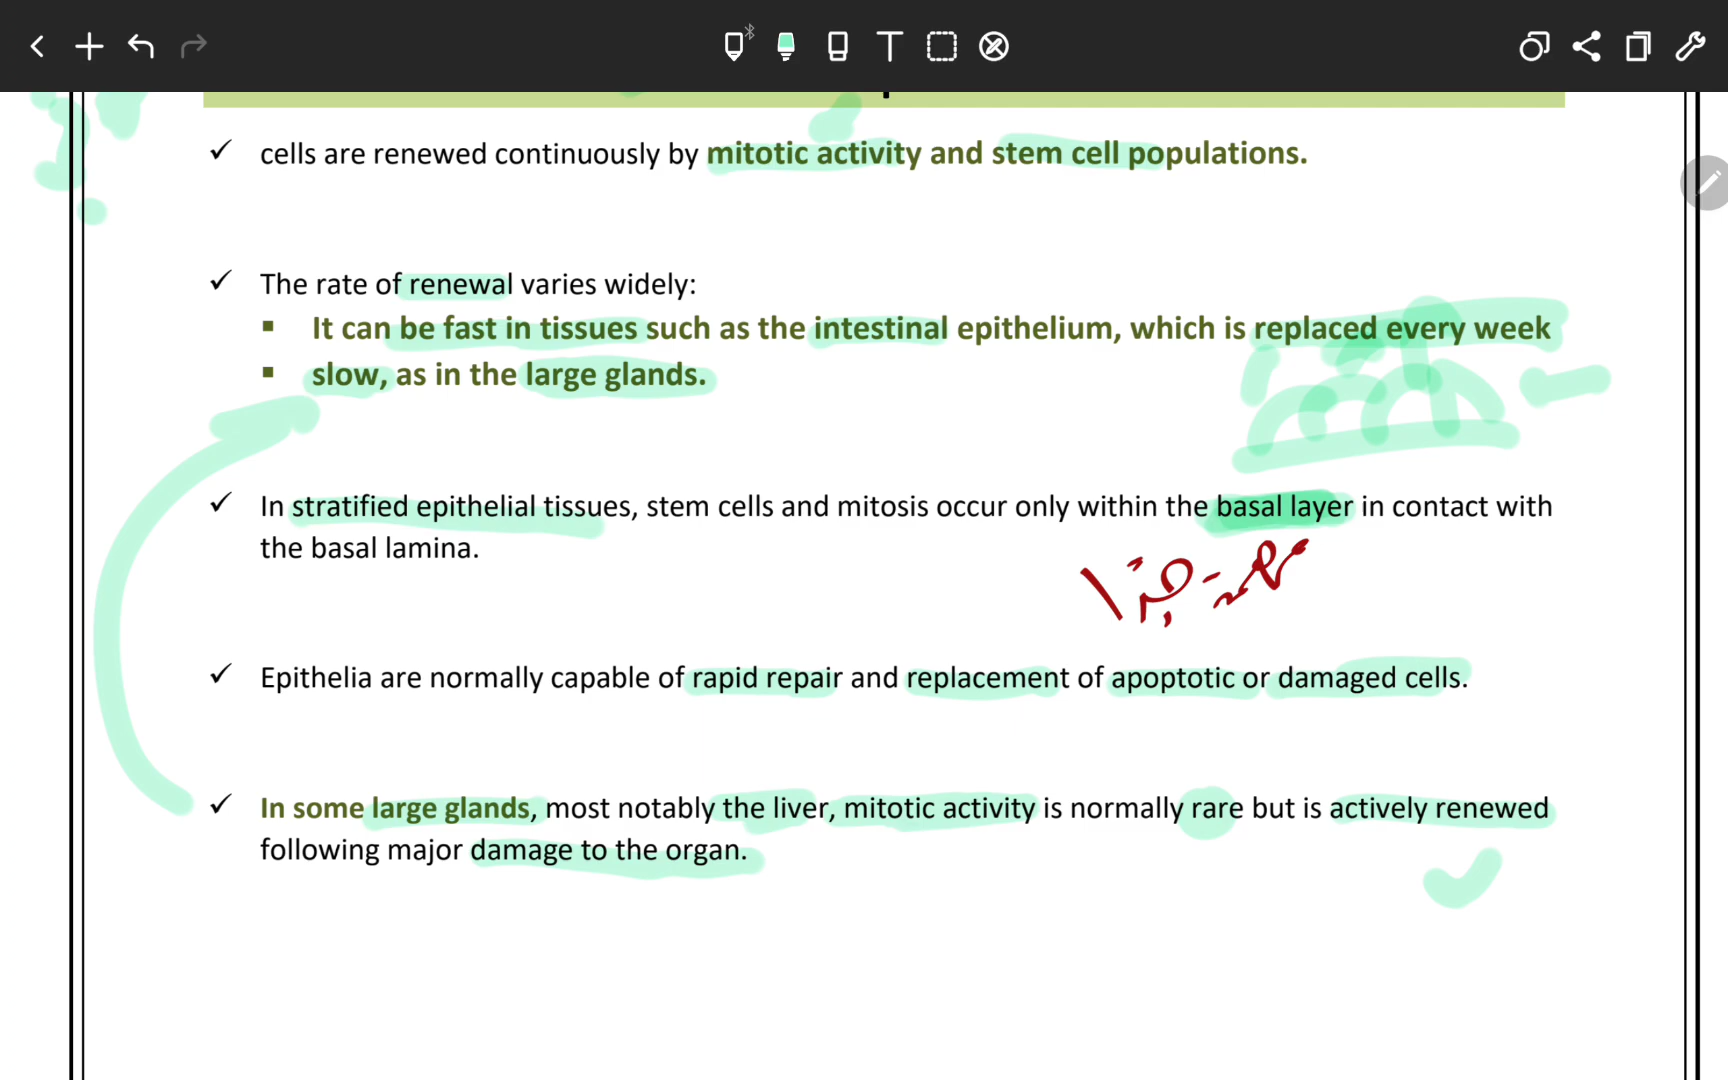 cells are renewed continuously by mitotic activity and stem cell populations.
The rate of renewal varies widely:
It can be fast in tissues such as the intestinal epithelium, which is replaced every week
slow, as in the large glands.
In stratified epithelial tissues, stem cells and mitosis occur only within the basal layer in contact with
the basal lamina.
Epithelia are normally capable of rapid repair and replacement of apoptotic or damaged cells.
In some large glands, most notably the liver, mitotic activity is normally rare but is actively renewed
following major damage to the organ.